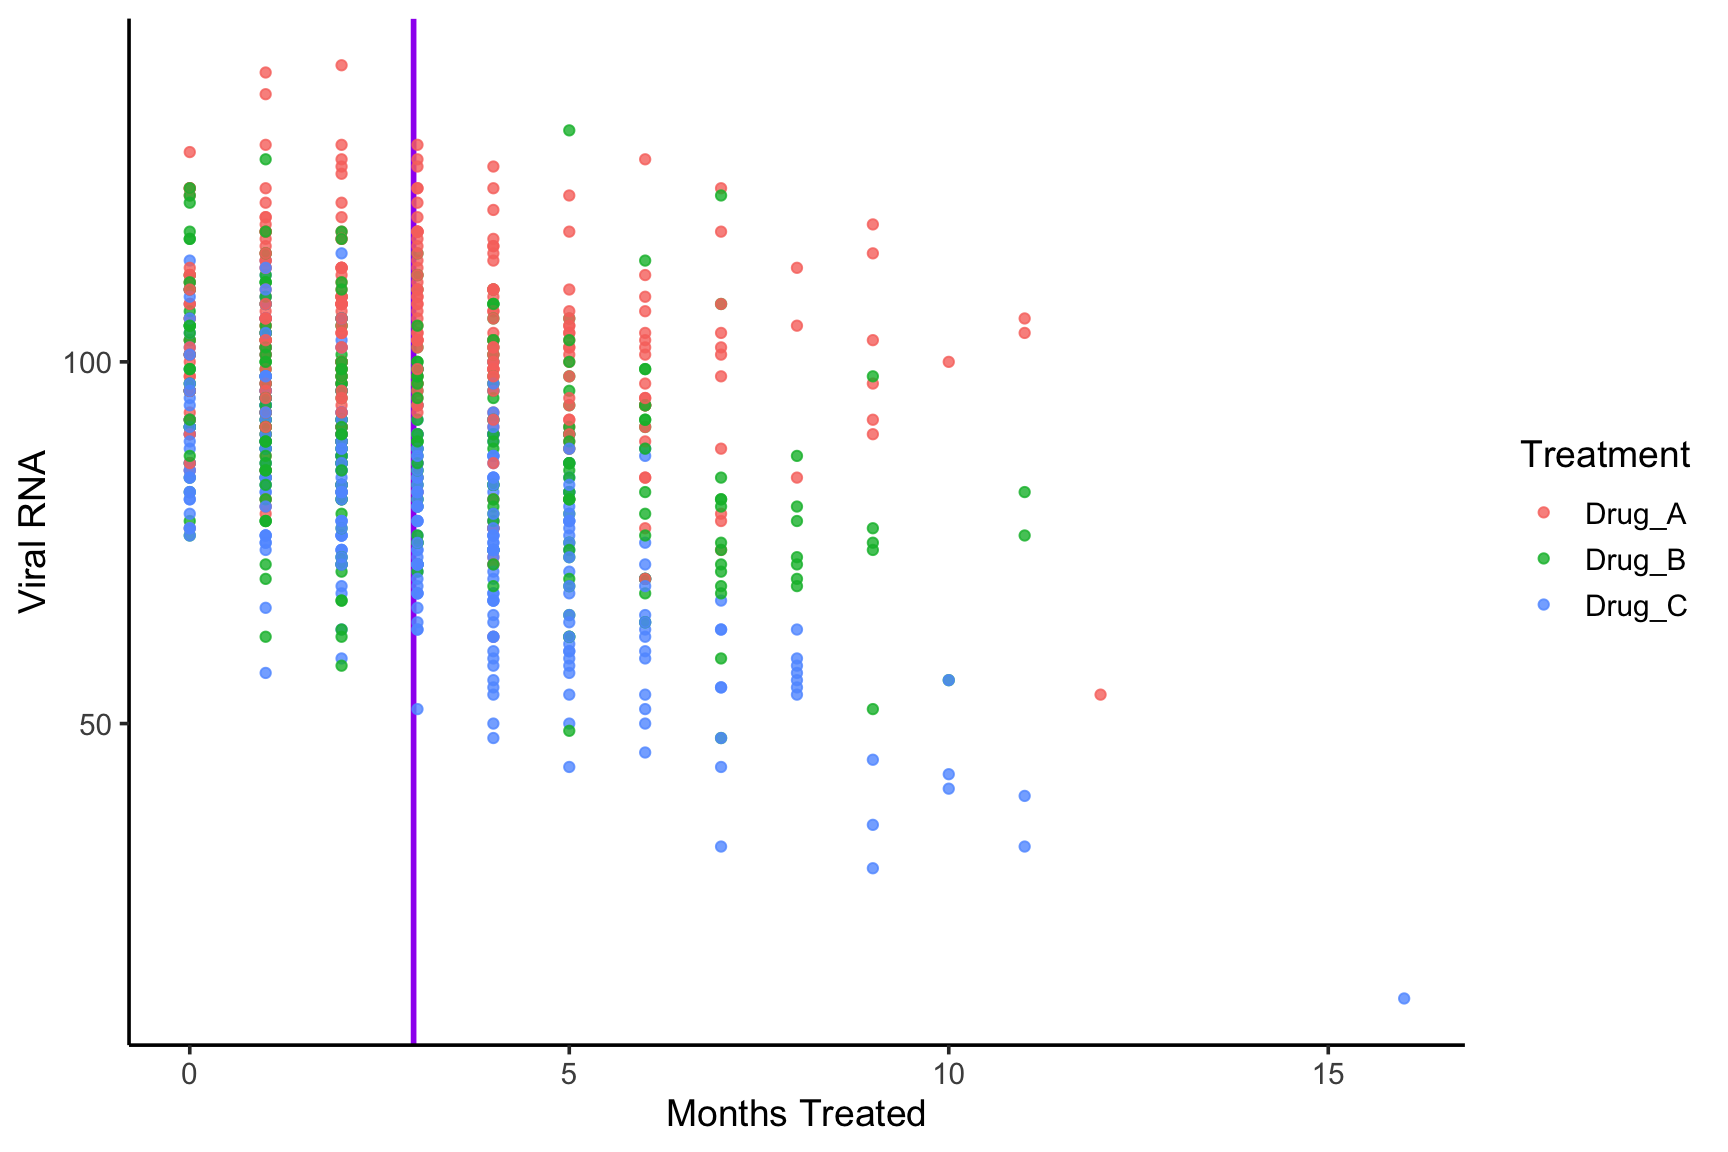 Viral RNA
100
50
0
5
10
15
Months Treated
Treatment
Drug_A
Drug_B
Drug_C